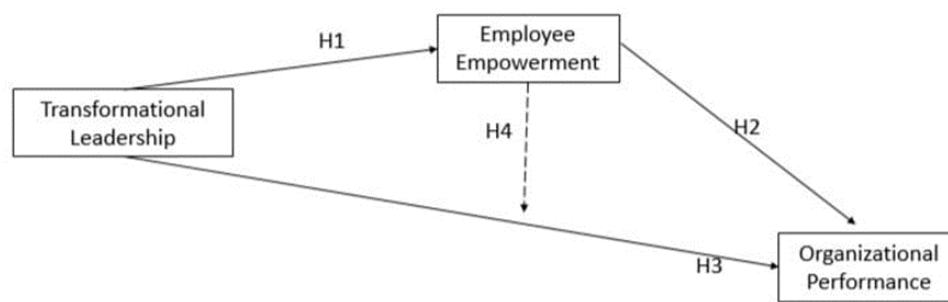 Employee
Empowerment
H1
Transformational
Leadership
H4
H2
Organizational
Performance
H3